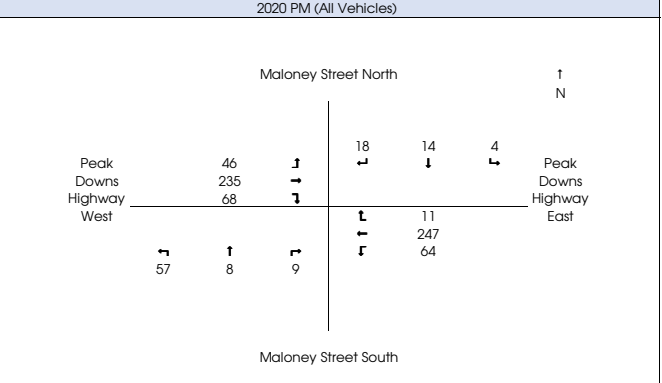 2020 PM (All Vehicles)
Maloney Street North
↑
N
18 14 4
Peak 46 Peak
Downs 235 → Downs
Highway 68 Highway
West 11 East
← 247
↑ 64
57 8 9
Maloney Street South